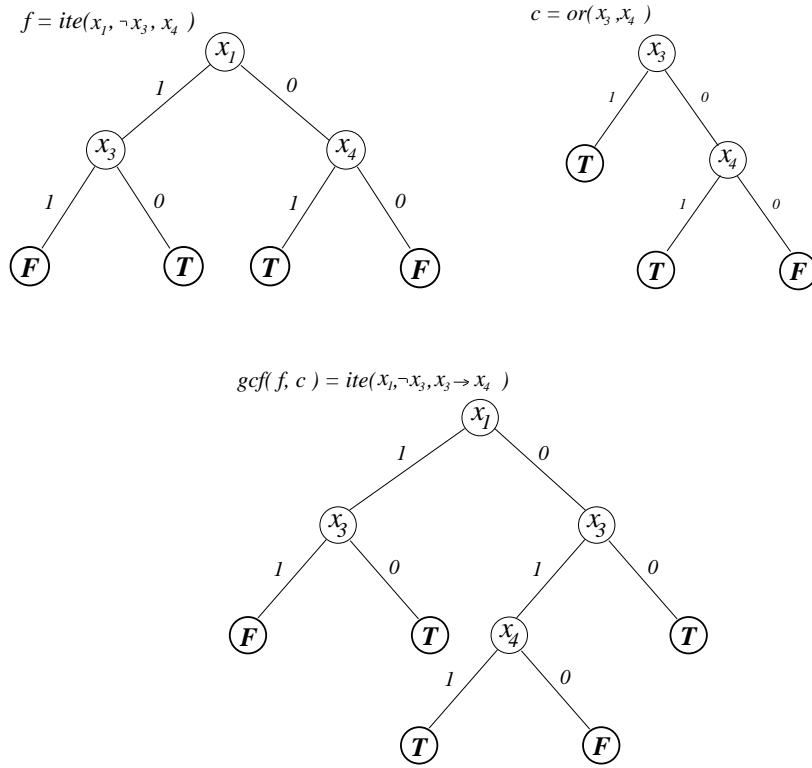 f = ite(x₁, ¬x₃, x₄)
c = or(x₃, x₄)
x₁
x₃
1 0
1 0
x₃ x₄
T x₄
1 0 1 0
1 0
F T T F
T F
gcf( f, c ) = ite(x₁,¬x₃, x₃→ x₄ )
x₁
1 0
x₃ x₃
1 0 1 0
F T x₄ T
1 0
T F